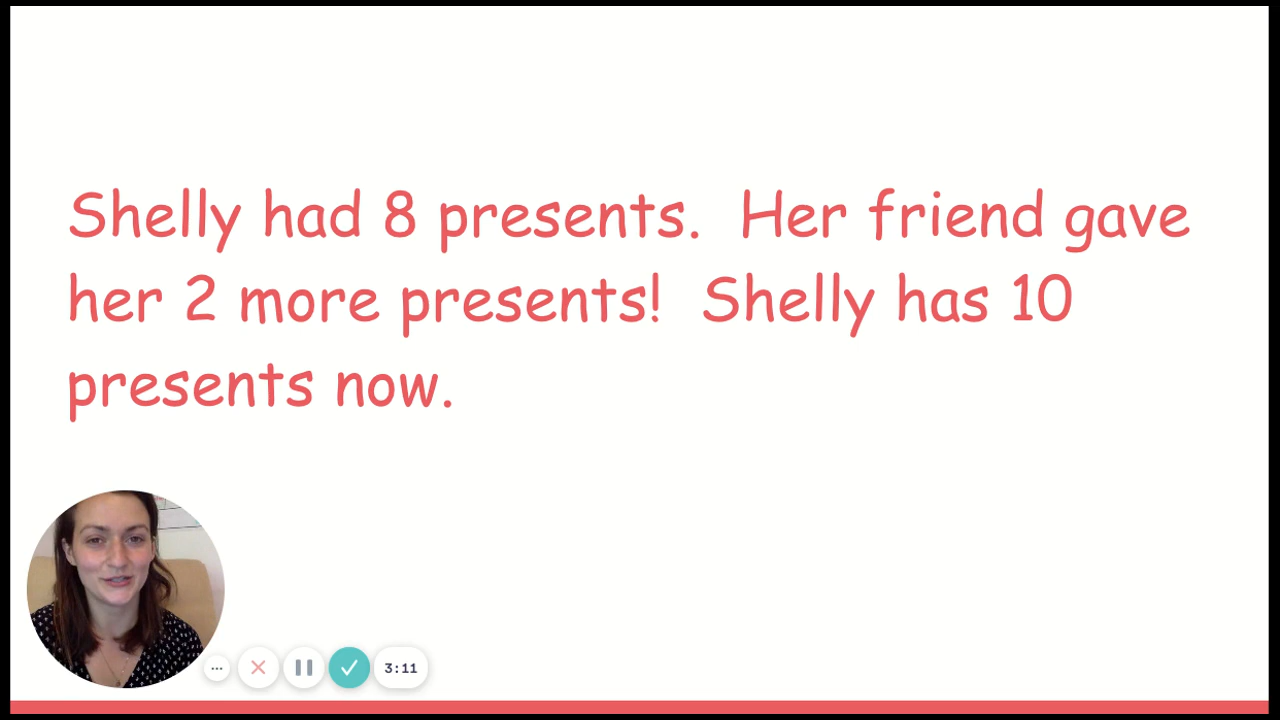 Shelly had 8 presents.  Her friend gave
her 2 more presents!  Shelly has 10
presents now.
3:11